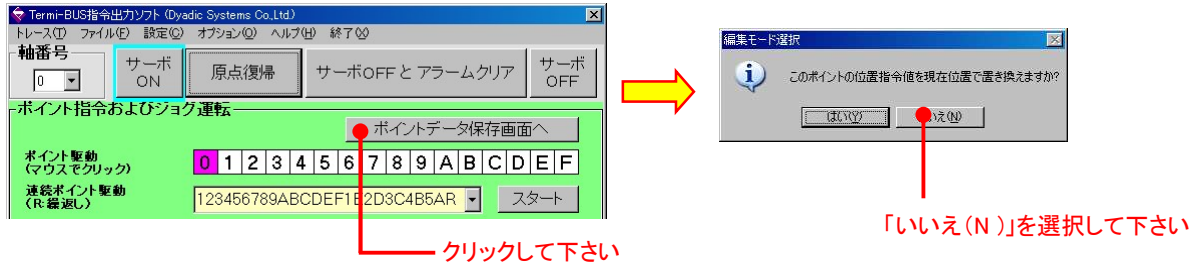 Termi-BUS指令出力ソフト (Dyadic Systems Co.,Ltd.)
トレース(T) ファイル(F) 設定(C) オプション(O) ヘルプ(H) 終了(X)
軸番号
0
サーボ
ON
原点復帰
サーボOFFとアラームクリア
サーボ
OFF
ポイント指令およびジョグ運転
ポイントデータ保存画面へ
ポイント駆動
(マウスでクリック)
0 1 2 3 4 5 6 7 8 9 A B C D E F
連続ポイント駆動
(R:繰返し)
123456789ABCDEF1E2D3C4B5AR
スタート
クリックして下さい
編集モード選択
このポイントの位置指令値を現在位置で置き換えますか?
はい(Y)
いいえ(N)
「いいえ(N )」を選択して下さい